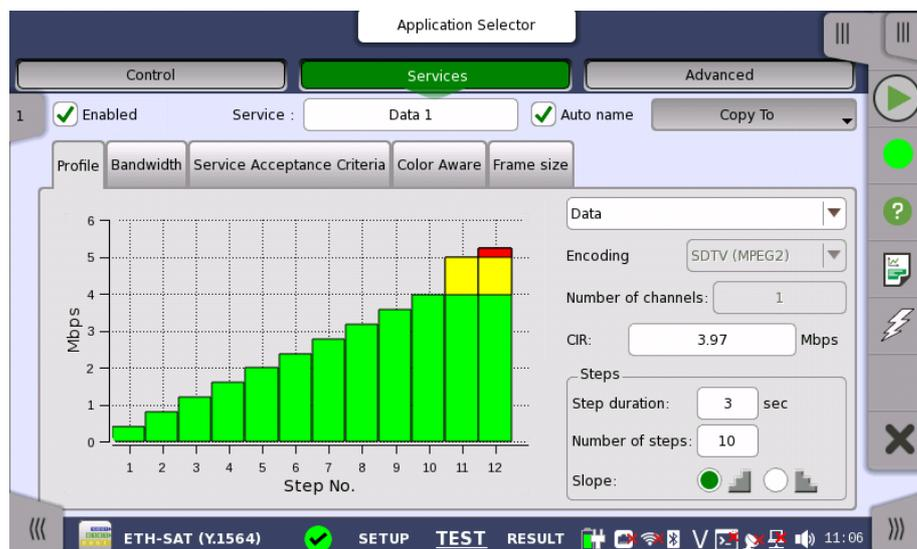 Application Selector
Control Services Advanced
1 Enabled Service : Data 1 Auto name Copy To
Profile Bandwidth Service Acceptance Criteria Color Aware Frame size
Data
Encoding SDTV (MPEG2)
Number of channels: 1
CIR: 3.97 Mbps
Steps
Step duration: 3 sec
Number of steps: 10
Slope:
Mbps
6
5
4
3
2
1
0
1 2 3 4 5 6 7 8 9 10 11 12
Step No.
ETH-SAT (Y.1564) SETUP TEST RESULT V 11:06